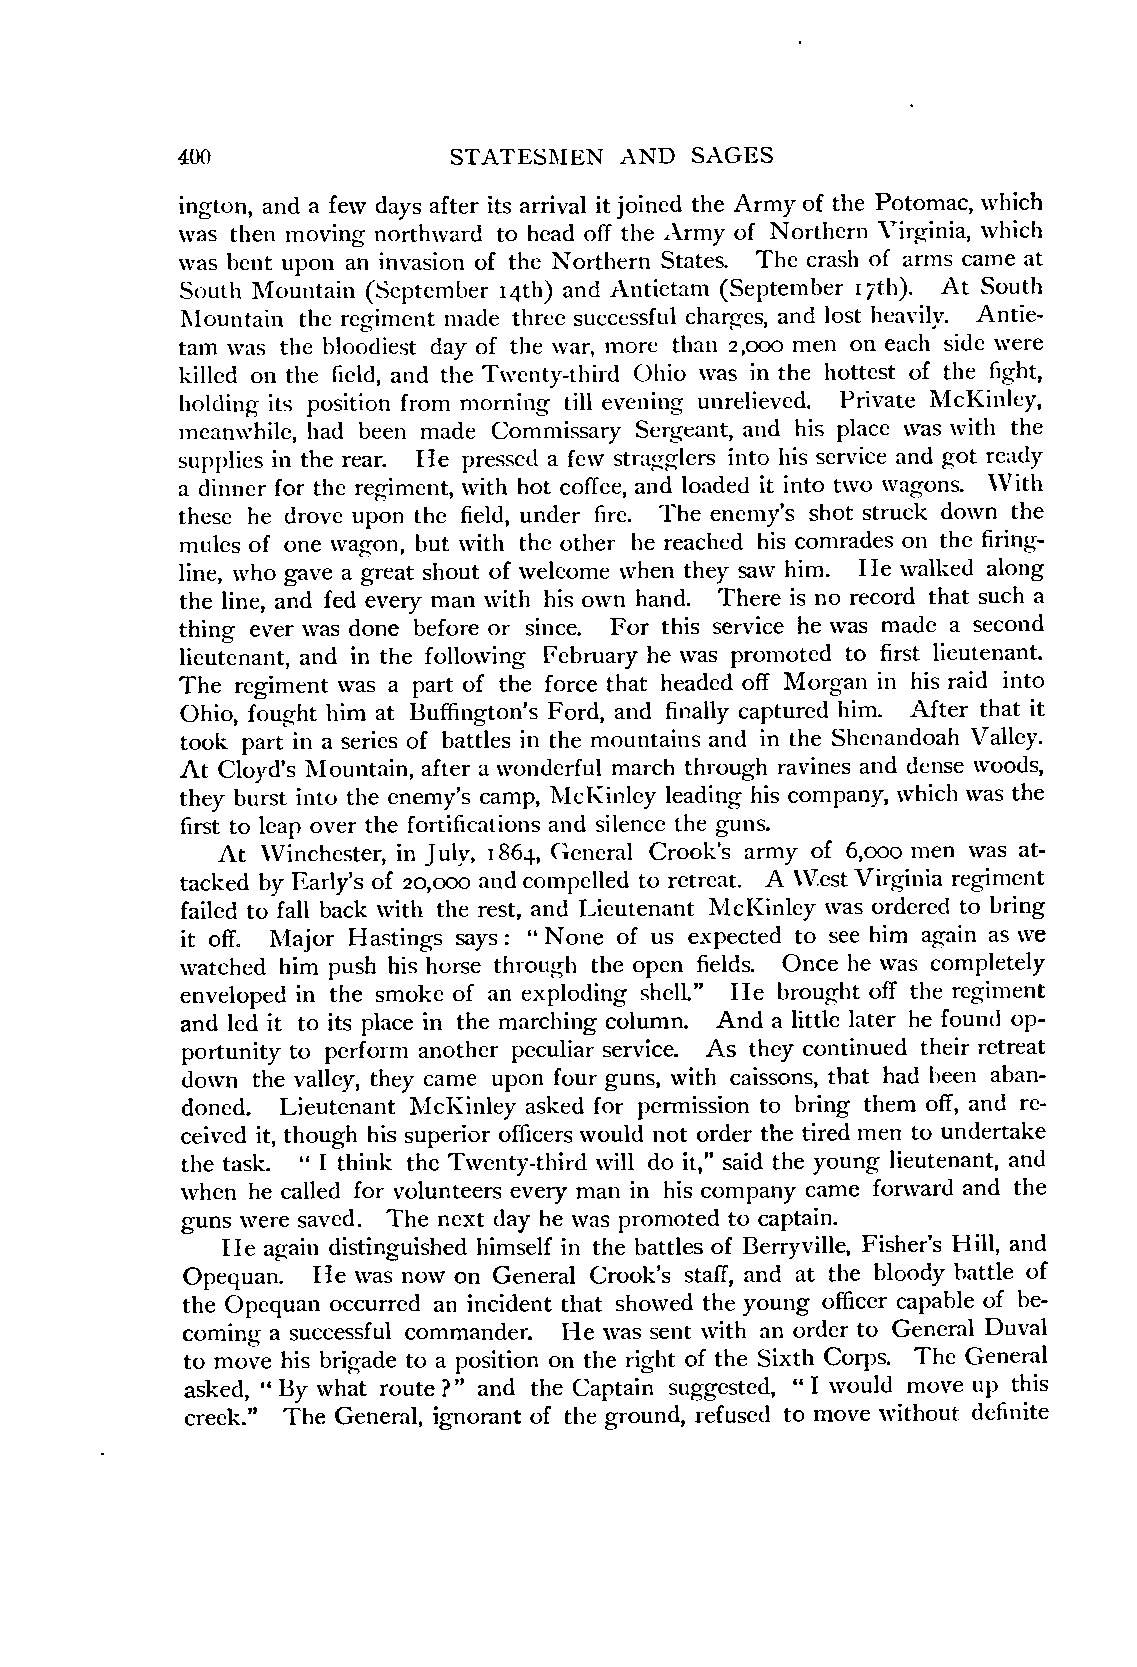 400 STATESMEN AND SAGES
ington, and a few days after its arrival it joined the Army of the Potomac, which
was then moving northward to head off the Army of Northern Virginia, which
was bent upon an invasion of the Northern States. The crash of arms came at
South Mountain (September 14th) and Antietam (September 17th). At South
Mountain the regiment made three successful charges, and lost heavily. Antie-
tam was the bloodiest day of the war, more than 2,000 men on each side were
killed on the field, and the Twenty-third Ohio was in the hottest of the fight,
holding its position from morning till evening unrelieved. Private McKinley,
meanwhile, had been made Commissary Sergeant, and his place was with the
supplies in the rear. He pressed a few stragglers into his service and got ready
a dinner for the regiment, with hot coffee, and loaded it into two wagons. With
these he drove upon the field, under fire. The enemy's shot struck down the
mules of one wagon, but with the other he reached his comrades on the firing-
line, who gave a great shout of welcome when they saw him. He walked along
the line, and fed every man with his own hand. There is no record that such a
thing ever was done before or since. For this service he was made a second
lieutenant, and in the following February he was promoted to first lieutenant.
The regiment was a part of the force that headed off Morgan in his raid into
Ohio, fought him at Buffington's Ford, and finally captured him. After that it
took part in a series of battles in the mountains and in the Shenandoah Valley.
At Cloyd's Mountain, after a wonderful march through ravines and dense woods,
they burst into the enemy's camp, McKinley leading his company, which was the
first to leap over the fortifications and silence the guns.
At Winchester, in July, 1864, General Crook's army of 6,000 men was at-
tacked by Early's of 20,000 and compelled to retreat. A West Virginia regiment
failed to fall back with the rest, and Lieutenant McKinley was ordered to bring
it off. Major Hastings says: "None of us expected to see him again as we
watched him push his horse through the open fields. Once he was completely
enveloped in the smoke of an exploding shell." He brought off the regiment
and led it to its place in the marching column. And a little later he found op-
portunity to perform another peculiar service. As they continued their retreat
down the valley, they came upon four guns, with caissons, that had been aban-
doned. Lieutenant McKinley asked for permission to bring them off, and re-
ceived it, though his superior officers would not order the tired men to undertake
the task. "I think the Twenty-third will do it," said the young lieutenant, and
when he called for volunteers every man in his company came forward and the
guns were saved. The next day he was promoted to captain.
He again distinguished himself in the battles of Berryville, Fisher's Hill, and
Opequan. He was now on General Crook's staff, and at the bloody battle of
the Opequan occurred an incident that showed the young officer capable of be-
coming a successful commander. He was sent with an order to General Duval
to move his brigade to a position on the right of the Sixth Corps. The General
asked, "By what route?" and the Captain suggested, "I would move up this
creek." The General, ignorant of the ground, refused to move without definite